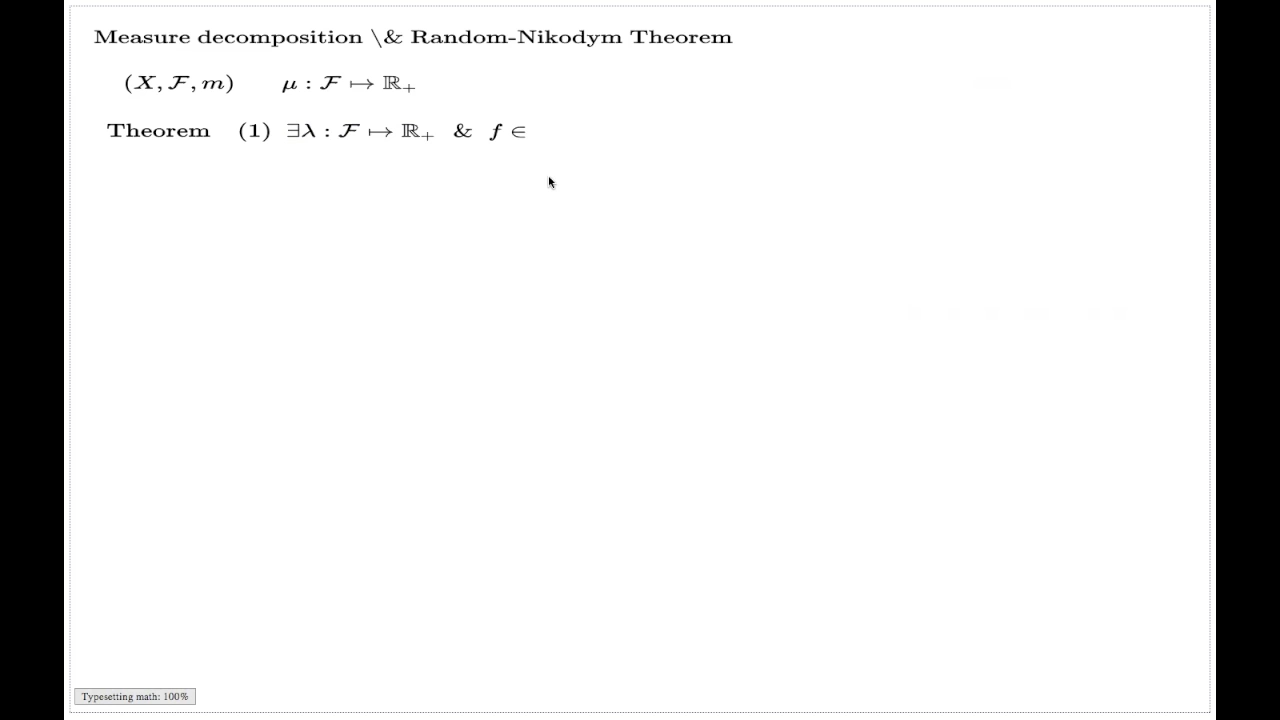 Measure decomposition \& Random-Nikodym Theorem
(X, ℱ, m) μ : ℱ ↦ ℝ₊
Theorem (1) ∃λ : ℱ ↦ ℝ₊ & f ∈
Typesetting math: 100%